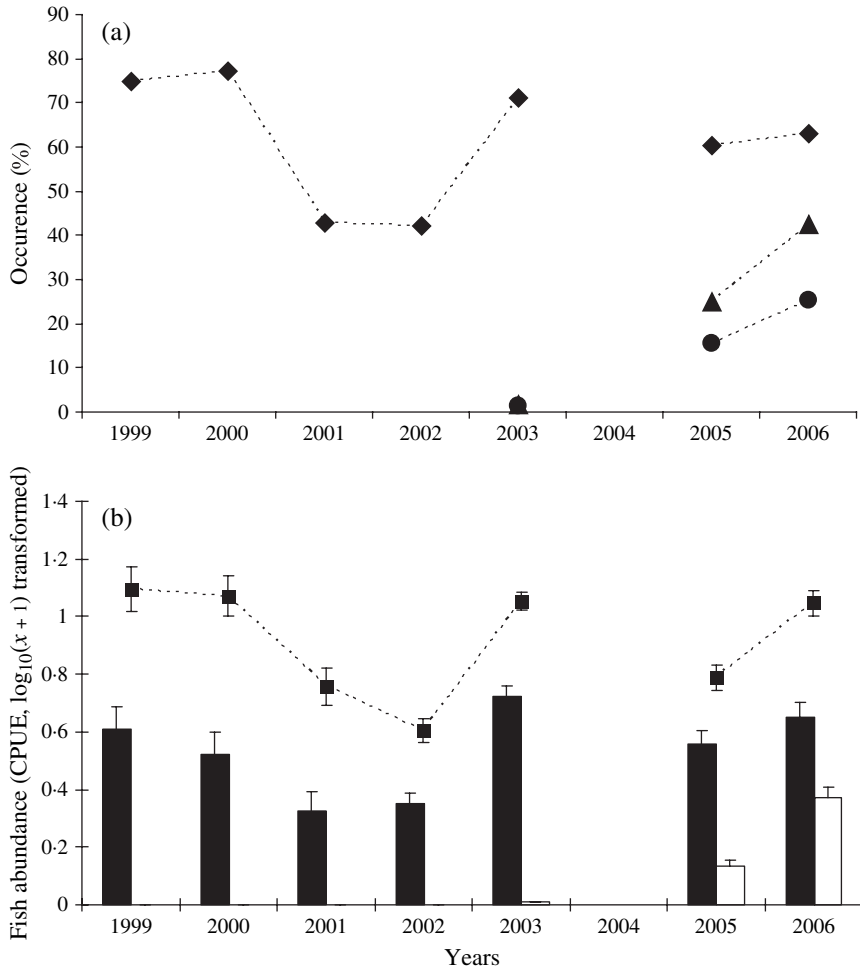 (a)
Occurence (%)
90
80
70
60
50
40
30
20
10
0
1999 2000 2001 2002 2003 2004 2005 2006
(b)
Fish abundance (CPUE, log10(x + 1) transformed)
1·4
1·2
1
0·8
0·6
0·4
0·2
0
1999 2000 2001 2002 2003 2004 2005 2006
Years